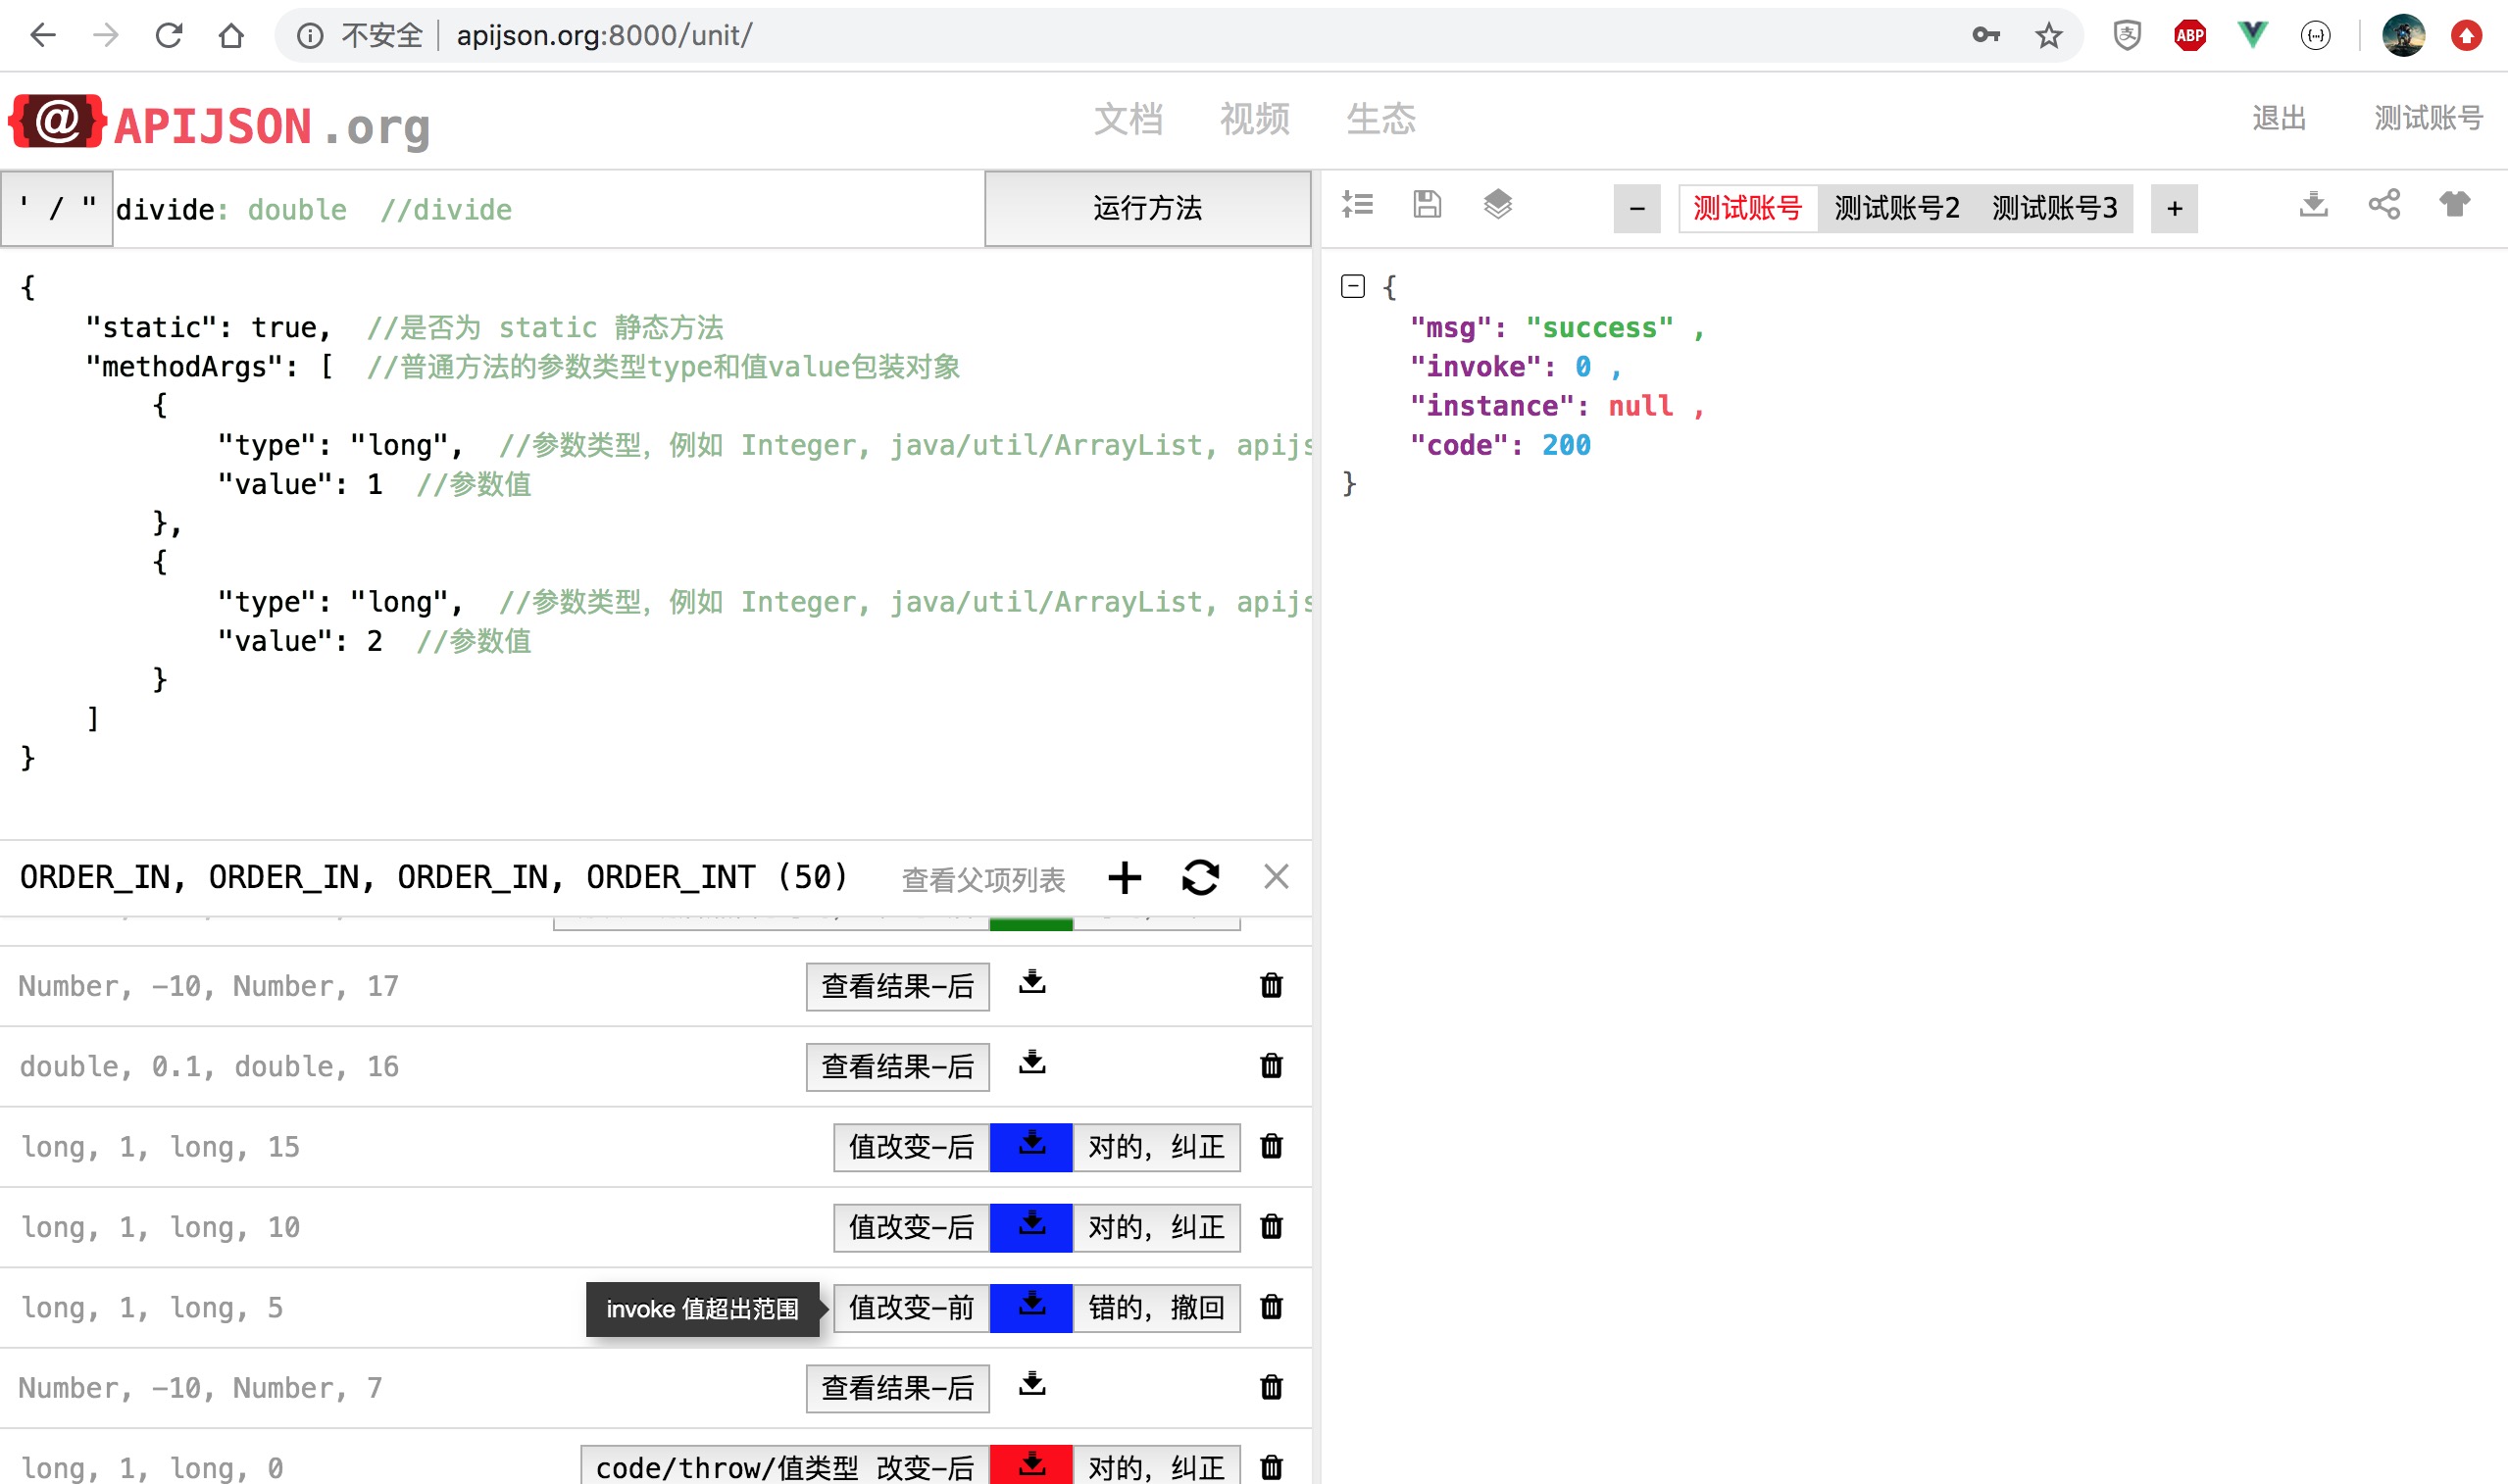 不安全 apijson.org:8000/unit/
ABP
{@}APIJSON.org 文档 视频 生态 退出 测试账号
' / " divide: double //divide 运行方法
− 测试账号 测试账号2 测试账号3 +
{
"static": true, //是否为 static 静态方法
"methodArgs": [ //普通方法的参数类型type和值value包装对象
{
"type": "long", //参数类型，例如 Integer, java/util/ArrayList, apijs
"value": 1 //参数值
},
{
"type": "long", //参数类型，例如 Integer, java/util/ArrayList, apijs
"value": 2 //参数值
}
]
}
{
"msg": "success" ,
"invoke": 0 ,
"instance": null ,
"code": 200
}
ORDER_IN, ORDER_IN, ORDER_IN, ORDER_INT (50) 查看父项列表
Number, -10, Number, 17 查看结果-后
double, 0.1, double, 16 查看结果-后
long, 1, long, 15 值改变-后 对的，纠正
long, 1, long, 10 值改变-后 对的，纠正
long, 1, long, 5 invoke 值超出范围 值改变-前 错的，撤回
Number, -10, Number, 7 查看结果-后
long, 1, long, 0 code/throw/值类型 改变-后 对的，纠正